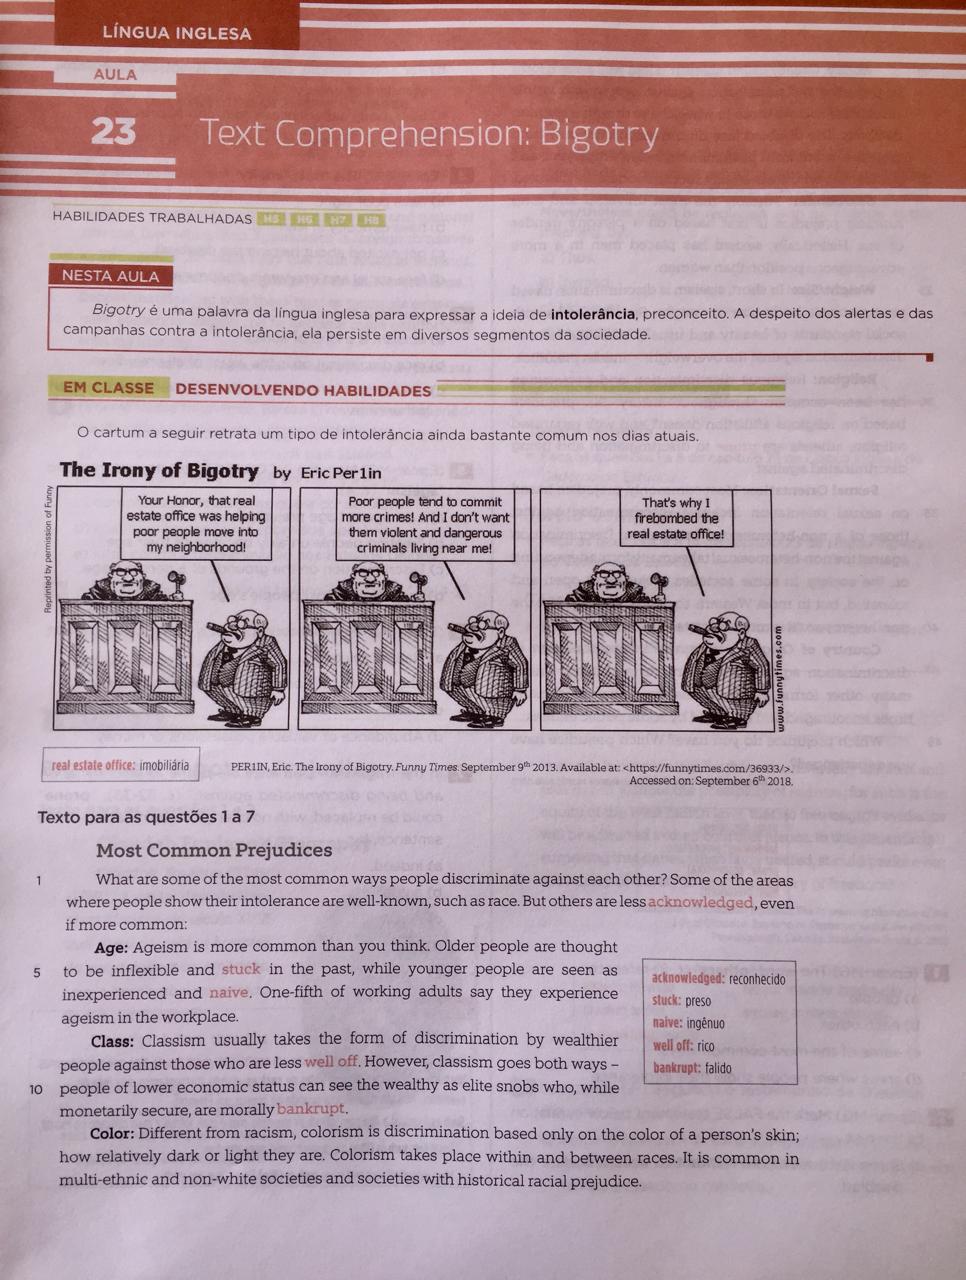 LÍNGUA INGLESA
AULA
23
Text Comprehension: Bigotry
HABILIDADES TRABALHADAS H5 H6 H7 H8
NESTA AULA
Bigotry é uma palavra da língua inglesa para expressar a ideia de intolerância, preconceito. A despeito dos alertas e das
campanhas contra a intolerância, ela persiste em diversos segmentos da sociedade.
EM CLASSE DESENVOLVENDO HABILIDADES
O cartum a seguir retrata um tipo de intolerância ainda bastante comum nos dias atuais.
The Irony of Bigotry by Eric Per1in
Reprinted by permission of Funny
Your Honor, that real
estate office was helping
poor people move into
my neighborhood!
Poor people tend to commit
more crimes! And I don't want
them violent and dangerous
criminals living near me!
That's why I
firebombed the
real estate office!
www.funnytimes.com
real estate office: imobiliária
PER1IN, Eric. The Irony of Bigotry. Funny Times. September 9th 2013. Available at: <https://funnytimes.com/36933/>.
Accessed on: September 6th 2018.
Texto para as questões 1 a 7
Most Common Prejudices
1 What are some of the most common ways people discriminate against each other? Some of the areas
where people show their intolerance are well-known, such as race. But others are less acknowledged, even
if more common:
Age: Ageism is more common than you think. Older people are thought
5 to be inflexible and stuck in the past, while younger people are seen as
inexperienced and naive. One-fifth of working adults say they experience
ageism in the workplace.
Class: Classism usually takes the form of discrimination by wealthier
people against those who are less well off. However, classism goes both ways –
10 people of lower economic status can see the wealthy as elite snobs who, while
monetarily secure, are morally bankrupt.
acknowledged: reconhecido
stuck: preso
naive: ingênuo
well off: rico
bankrupt: falido
Color: Different from racism, colorism is discrimination based only on the color of a person's skin;
how relatively dark or light they are. Colorism takes place within and between races. It is common in
multi-ethnic and non-white societies and societies with historical racial prejudice.